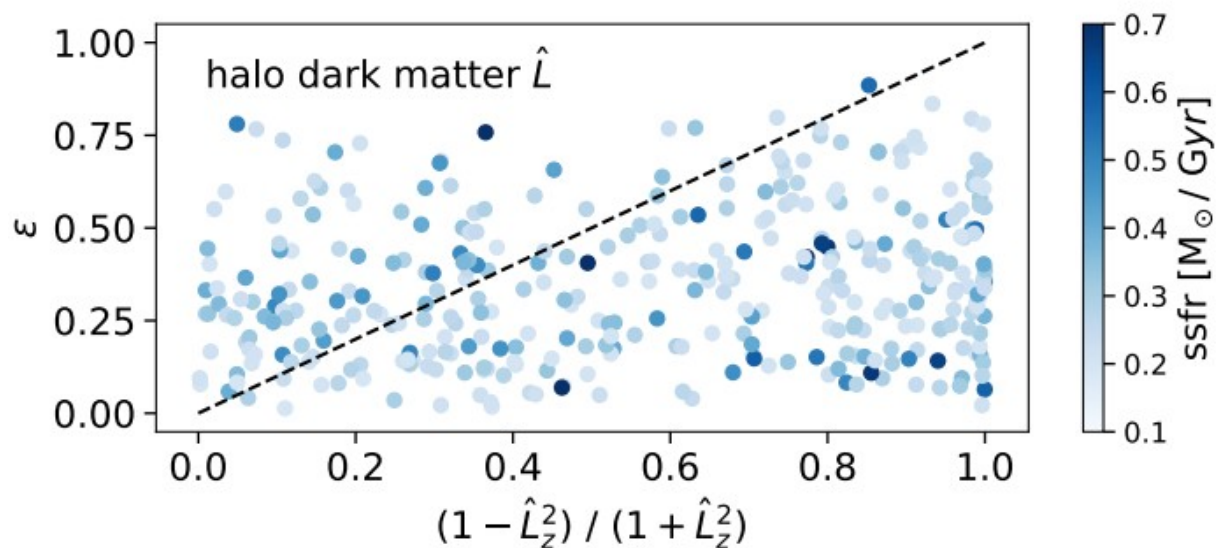 1.00
0.75
0.50
0.25
0.00
ε
halo dark matter L̂
0.0 0.2 0.4 0.6 0.8 1.0
(1 − L̂z²) / (1 + L̂z²)
0.7
0.6
0.5
0.4
0.3
0.2
0.1
ssfr [M⊙/ Gyr]